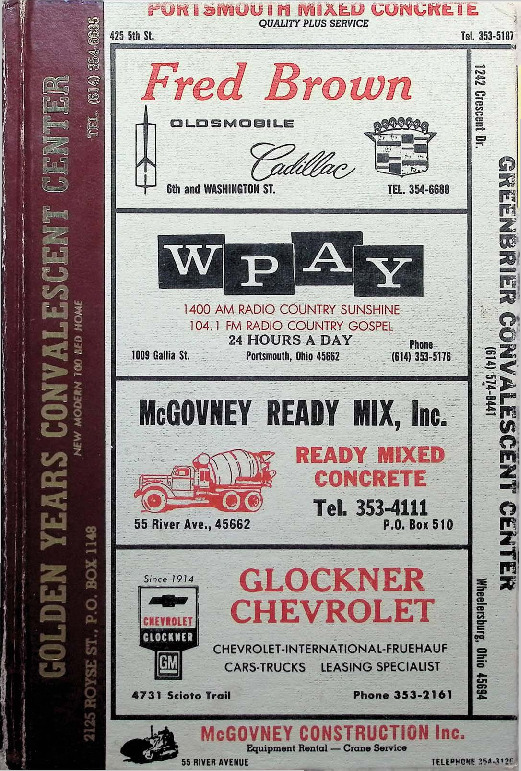 PORTSMOUTH MIXED CONCRETE
QUALITY PLUS SERVICE
425 5th St. Tel. 353-5187
GOLDEN YEARS CONVALESCENT CENTER
NEW MODERN 100 BED HOME
2125 ROYSE ST., P.O. BOX 1148 TEL. (614) 354-6635
Fred Brown
OLDSMOBILE
Cadillac
6th and WASHINGTON ST. TEL. 354-6688
WPAY
1400 AM RADIO COUNTRY SUNSHINE
104.1 FM RADIO COUNTRY GOSPEL
24 HOURS A DAY
Phone
1009 Gallia St. Portsmouth, Ohio 45662 (614) 353-5176
McGOVNEY READY MIX, Inc.
READY MIXED
CONCRETE
Tel. 353-4111
55 River Ave., 45662 P.O. Box 510
Since 1914
CHEVROLET
GLOCKNER
GM
GLOCKNER
CHEVROLET
CHEVROLET-INTERNATIONAL-FRUEHAUF
CARS-TRUCKS LEASING SPECIALIST
4731 Scioto Trail Phone 353-2161
1242 Crescent Dr. Wheelersburg, Ohio 45694
GREENBRIER CONVALESCENT CENTER
(614) 574-8441
McGOVNEY CONSTRUCTION Inc.
Equipment Rental — Crane Service
55 RIVER AVENUE TELEPHONE